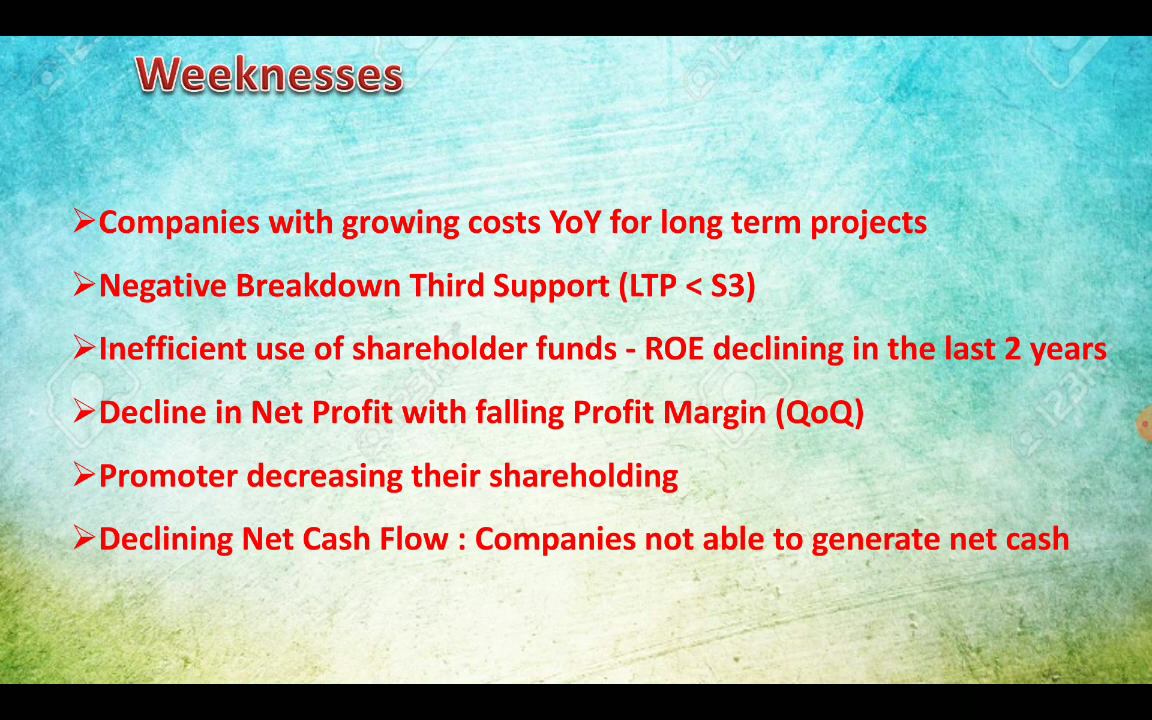 Weeknesses
➢Companies with growing costs YoY for long term projects
➢Negative Breakdown Third Support (LTP < S3)
➢Inefficient use of shareholder funds - ROE declining in the last 2 years
➢Decline in Net Profit with falling Profit Margin (QoQ)
➢Promoter decreasing their shareholding
➢Declining Net Cash Flow : Companies not able to generate net cash